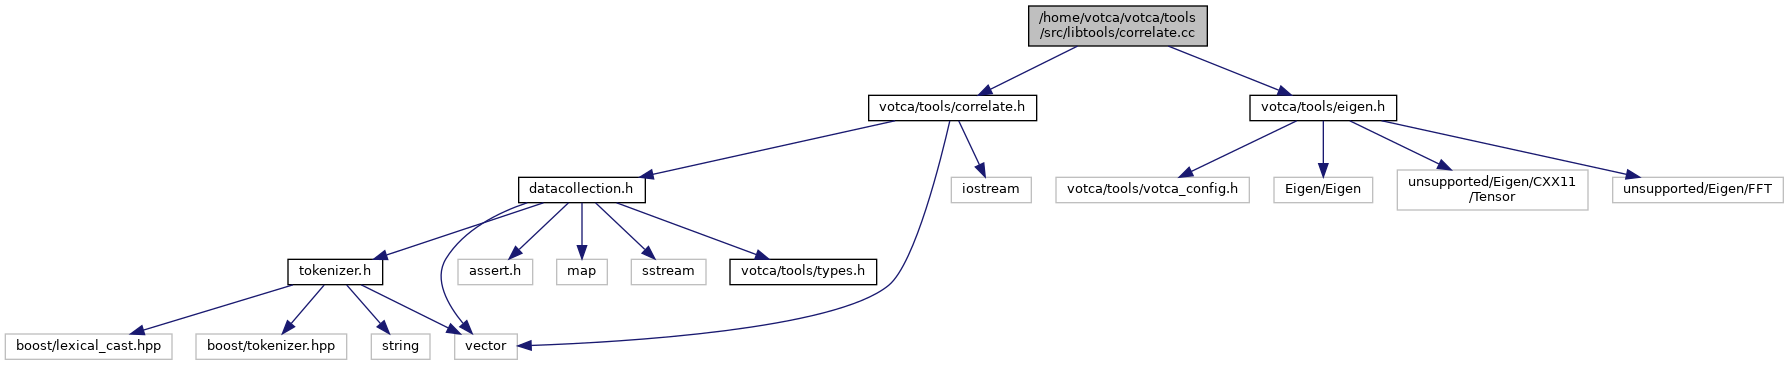 /home/votca/votca/tools
/src/libtools/correlate.cc
votca/tools/correlate.h
votca/tools/eigen.h
datacollection.h
iostream
votca/tools/votca_config.h
Eigen/Eigen
unsupported/Eigen/CXX11
/Tensor
unsupported/Eigen/FFT
tokenizer.h
assert.h
map
sstream
votca/tools/types.h
boost/lexical_cast.hpp
boost/tokenizer.hpp
string
vector